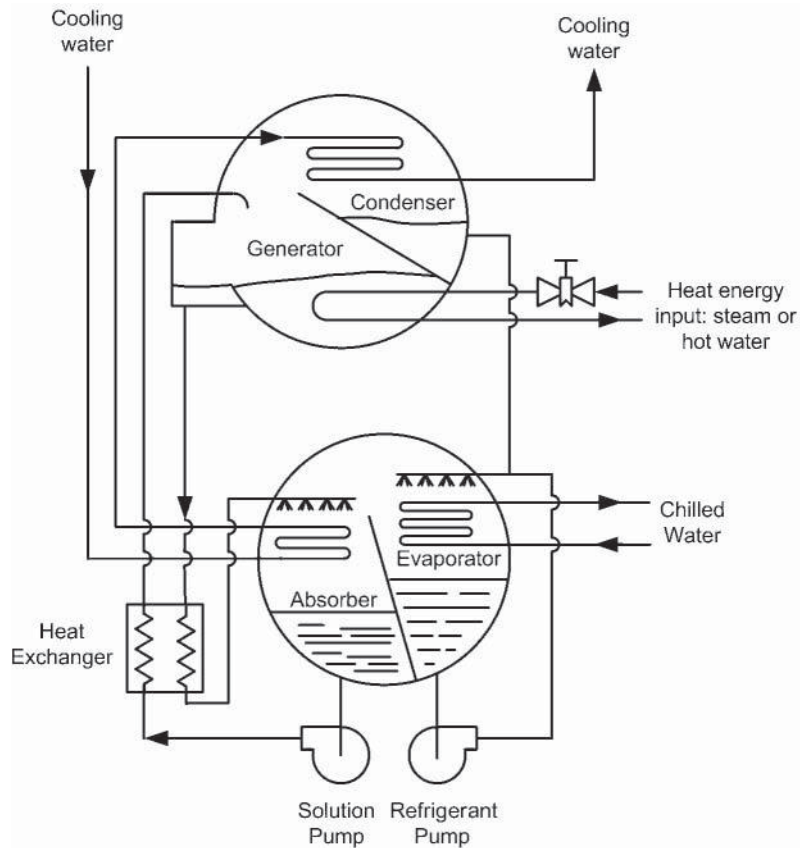 Cooling
water
Cooling
water
Condenser
Generator
Heat energy
input: steam or
hot water
Chilled
Water
Evaporator
Absorber
Heat
Exchanger
Solution
Pump
Refrigerant
Pump